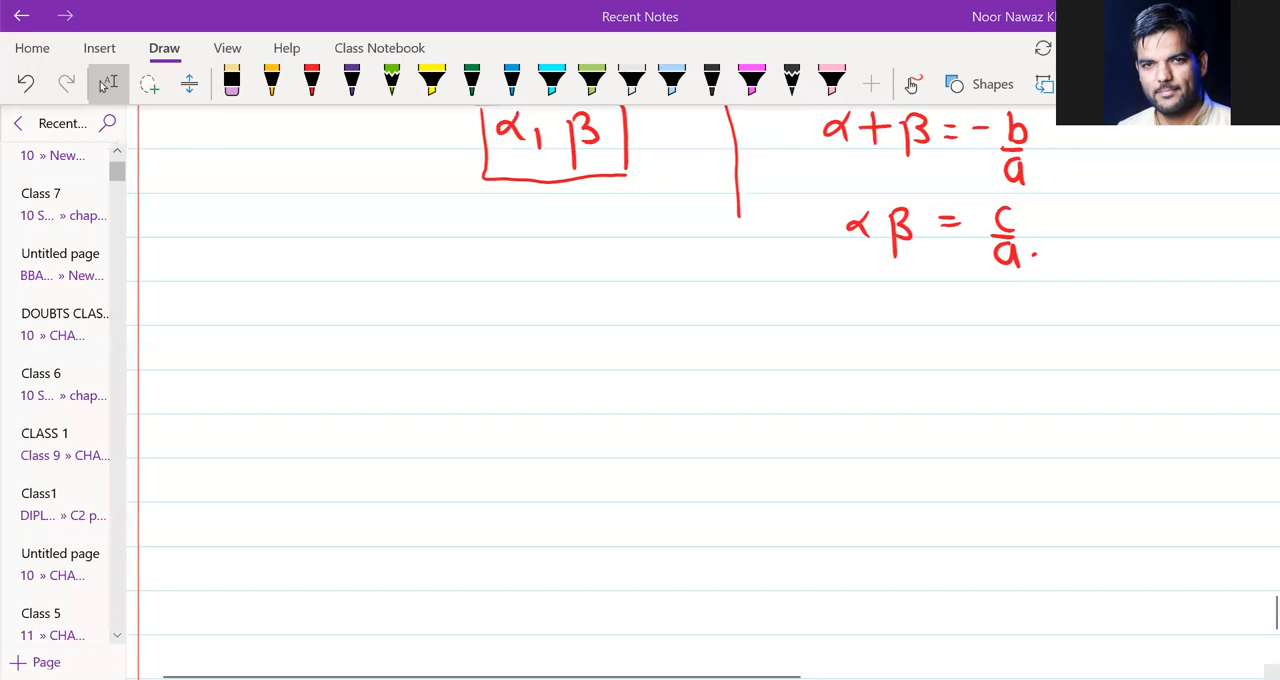 Recent Notes
Noor Nawaz Kh
Home Insert Draw View Help Class Notebook
Shapes
Recent...
10 » New...
Class 7
10 S... » chap...
Untitled page
BBA... » New...
DOUBTS CLAS..
10 » CHA...
Class 6
10 S... » chap...
CLASS 1
Class 9 » CHA...
Class1
DIPL... » C2 p...
Untitled page
10 » CHA...
Class 5
11 » CHA...
Page
α, β
α + β = - b/a
α β = c/a.